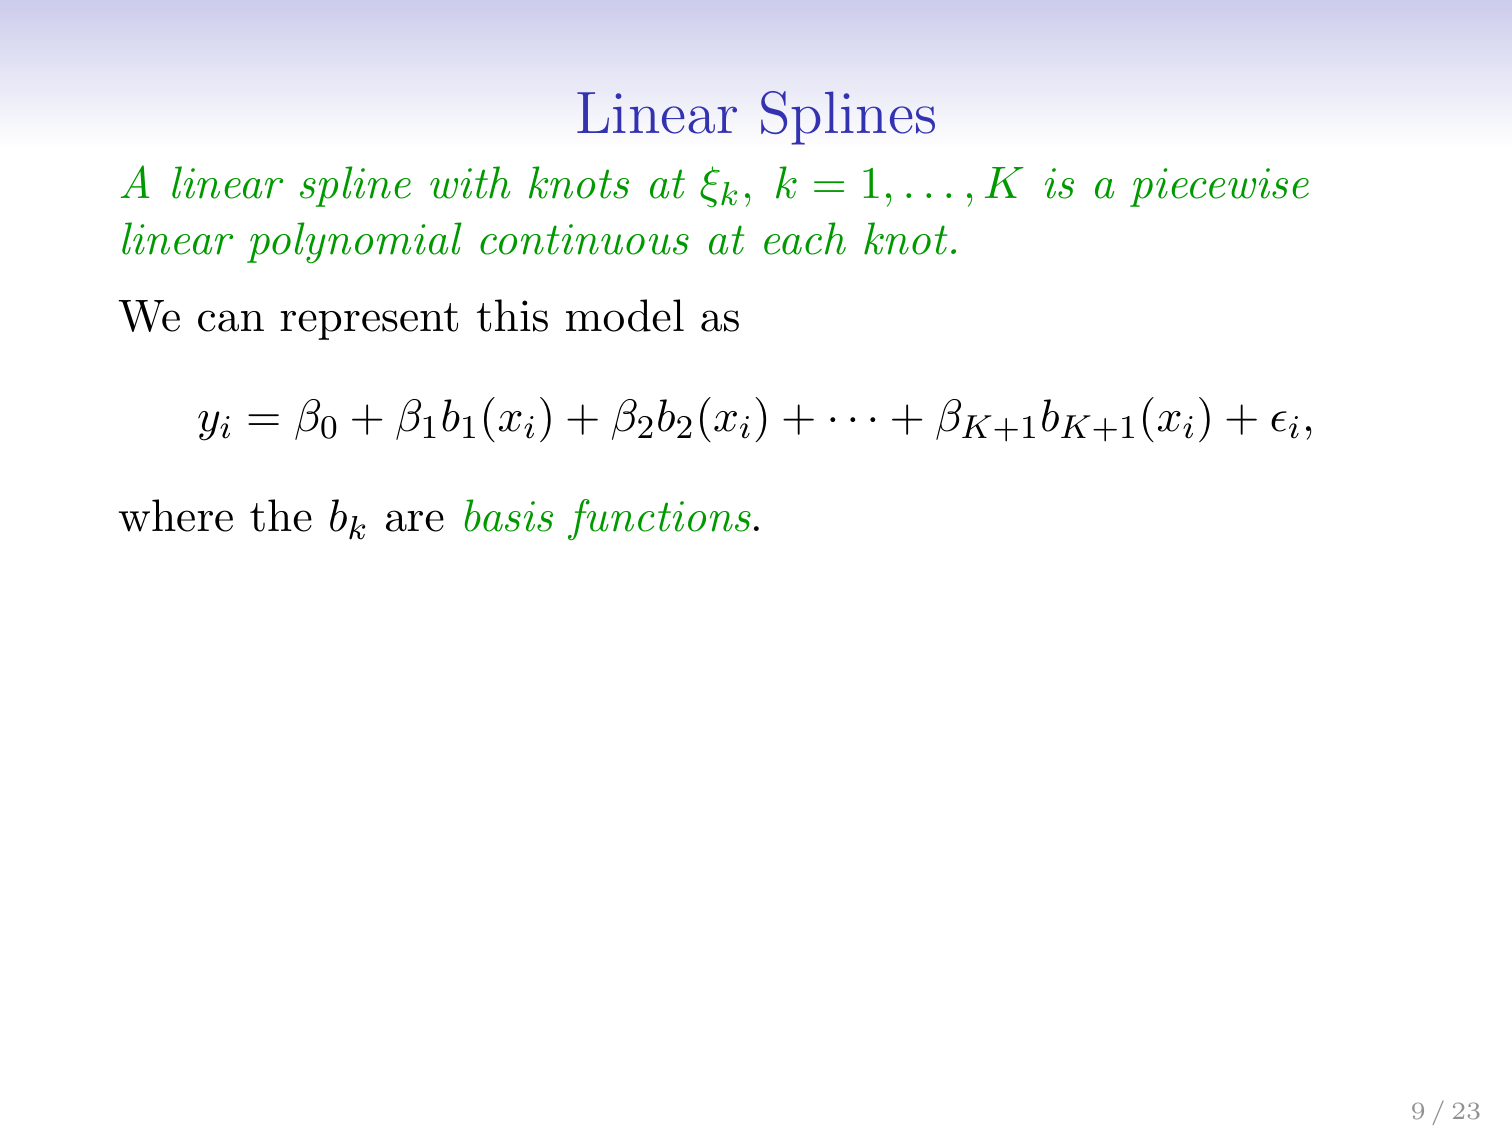 Linear Splines
A linear spline with knots at ξ_k, k = 1, . . . , K is a piecewise
linear polynomial continuous at each knot.
We can represent this model as
y_i = β_0 + β_1b_1(x_i) + β_2b_2(x_i) + · · · + β_{K+1}b_{K+1}(x_i) + ϵ_i,
where the b_k are basis functions.
9 / 23